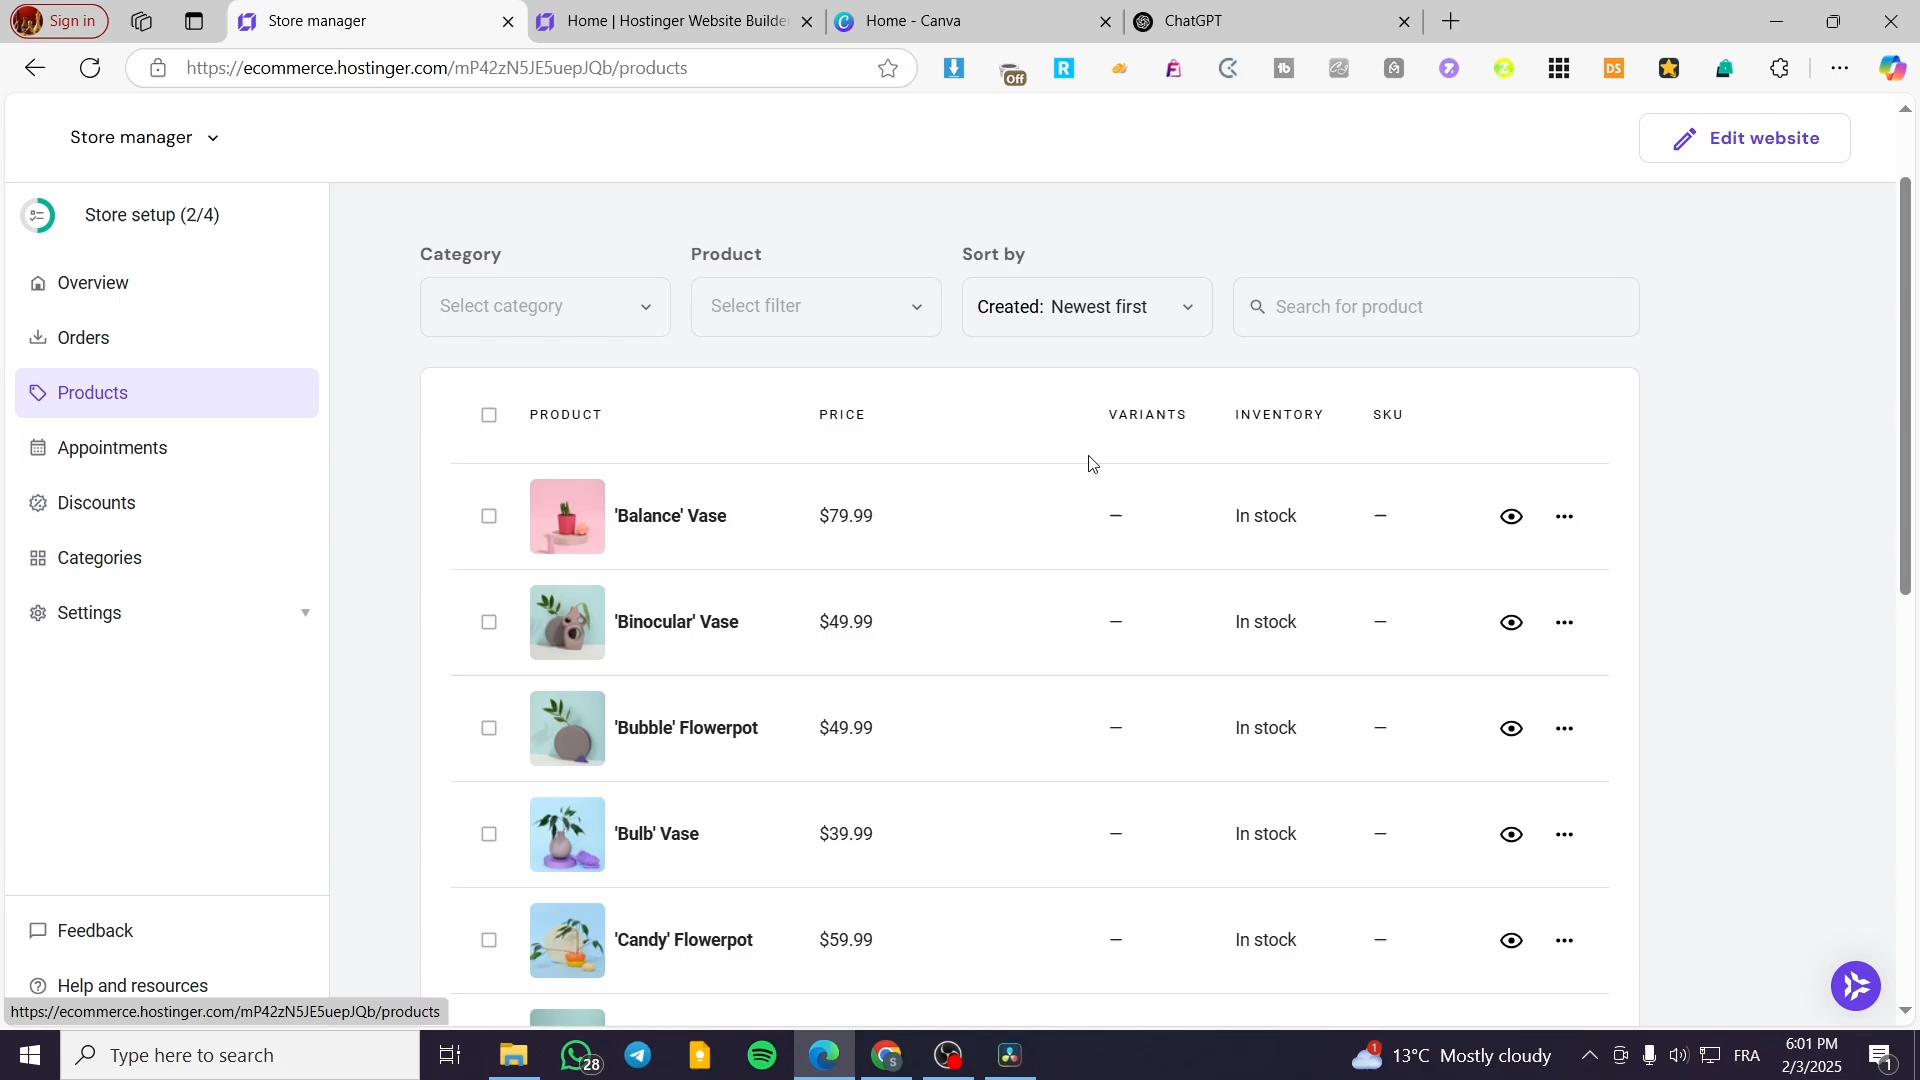 Sign in
Store manager
Home | Hostinger Website Builde
Home - Canva
ChatGPT
https://ecommerce.hostinger.com/mP42zN5JE5uepJQb/products
Off
R
tb
DS
Store manager
Edit website
Store setup (2/4)
Overview
Orders
Products
Appointments
Discounts
Categories
Settings
Feedback
Help and resources
Category
Product
Sort by
Select category
Select filter
Created: Newest first
Search for product
PRODUCT PRICE VARIANTS INVENTORY SKU
'Balance' Vase $79.99 — In stock —
'Binocular' Vase $49.99 — In stock —
'Bubble' Flowerpot $49.99 — In stock —
'Bulb' Vase $39.99 — In stock —
'Candy' Flowerpot $59.99 — In stock —
https://ecommerce.hostinger.com/mP42zN5JE5uepJQb/products
Type here to search
28
S
1
13°C Mostly cloudy
FRA
6:01 PM
2/3/2025
1